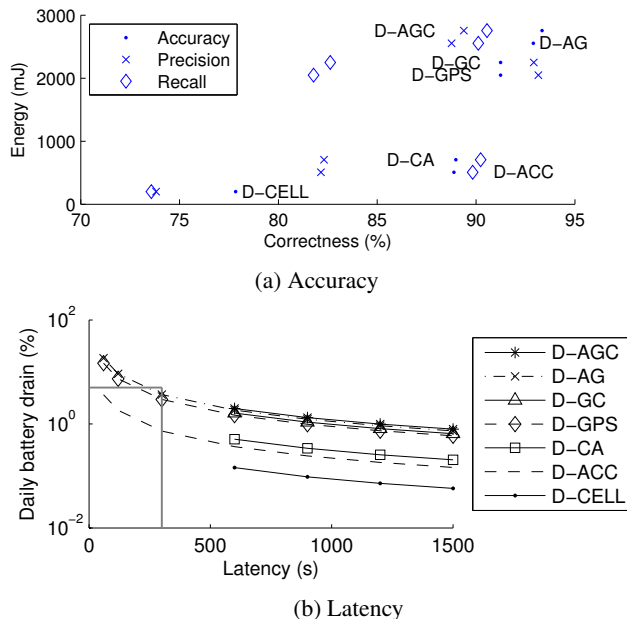 3000
2000
1000
0
Energy (mJ)
Accuracy
Precision
Recall
D−AGC
D−AG
D−GC
D−GPS
D−CA
D−ACC
D−CELL
70 75 80 85 90 95
Correctness (%)
(a) Accuracy
10^2
10^0
10^−2
Daily battery drain (%)
0 500 1000 1500
Latency (s)
D−AGC
D−AG
D−GC
D−GPS
D−CA
D−ACC
D−CELL
(b) Latency